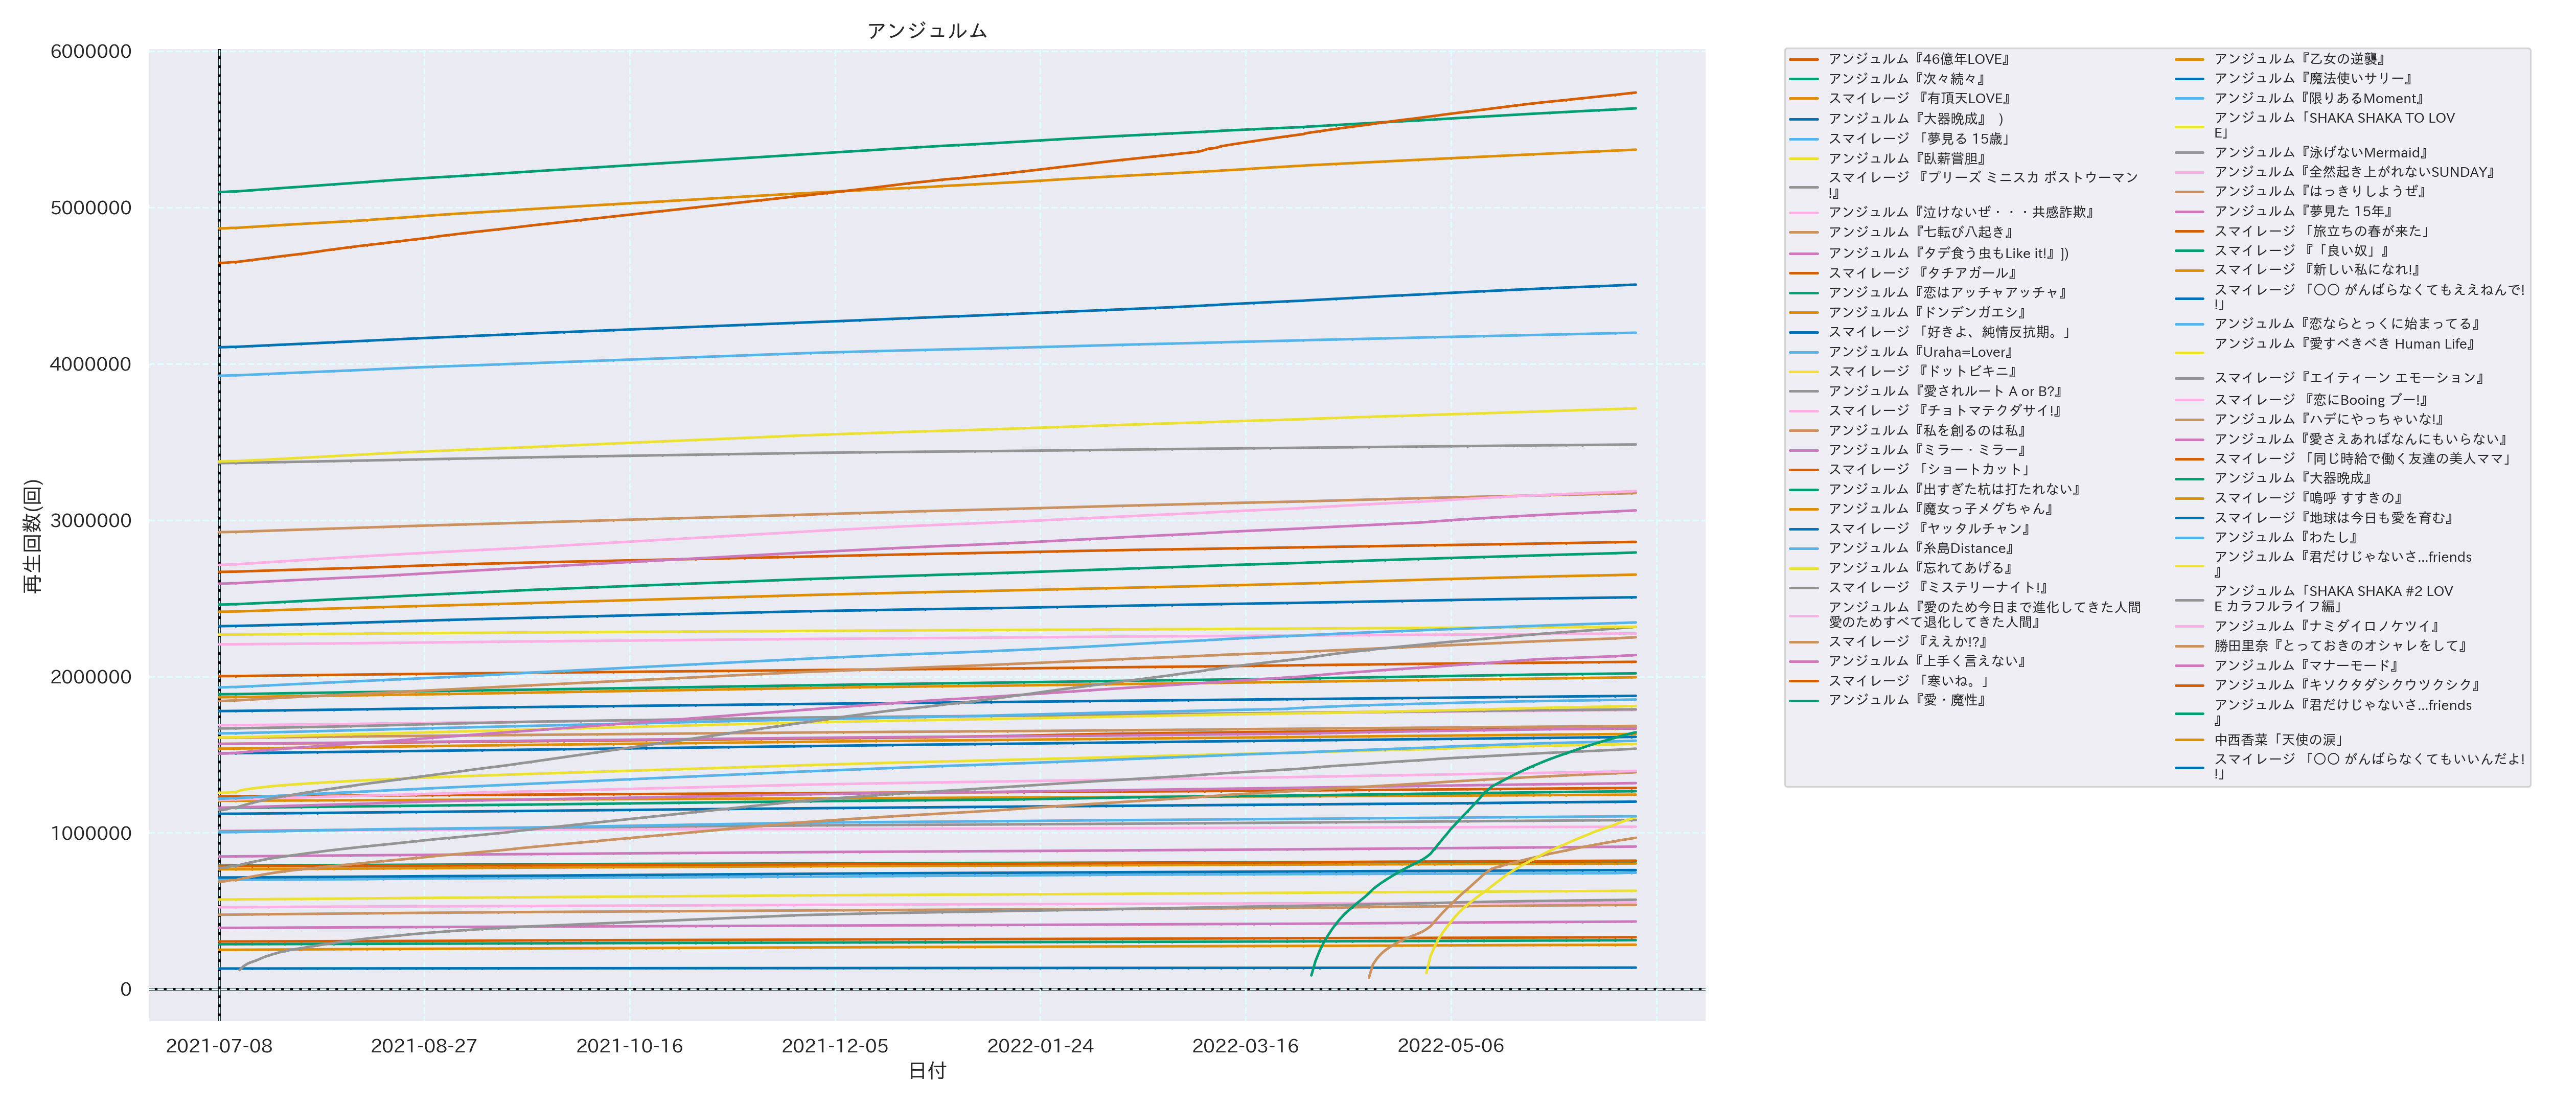 アンジュルム
再生回数(回)
6000000
5000000
4000000
3000000
2000000
1000000
0
2021-07-08
2021-08-27
2021-10-16
2021-12-05
2022-01-24
2022-03-16
2022-05-06
日付
アンジュルム『46億年LOVE』
アンジュルム『次々続々』
スマイレージ 『有頂天LOVE』
アンジュルム『大器晩成』 )
スマイレージ 「夢見る 15歳」
アンジュルム『臥薪嘗胆』
スマイレージ 『プリーズ ミニスカ ポストウーマン
!』
アンジュルム『泣けないぜ・・・共感詐欺』
アンジュルム『七転び八起き』
アンジュルム『タデ食う虫もLike it!』])
スマイレージ 『タチアガール』
アンジュルム『恋はアッチャアッチャ』
アンジュルム『ドンデンガエシ』
スマイレージ 「好きよ、純情反抗期。」
アンジュルム『Uraha=Lover』
スマイレージ 『ドットビキニ』
アンジュルム『愛されルート A or B?』
スマイレージ 『チョトマテクダサイ!』
アンジュルム『私を創るのは私』
アンジュルム『ミラー・ミラー』
スマイレージ 「ショートカット」
アンジュルム『出すぎた杭は打たれない』
アンジュルム『魔女っ子メグちゃん』
スマイレージ 『ヤッタルチャン』
アンジュルム『糸島Distance』
アンジュルム『忘れてあげる』
スマイレージ 『ミステリーナイト!』
アンジュルム『愛のため今日まで進化してきた人間
愛のためすべて退化してきた人間』
スマイレージ 『ええか!?』
アンジュルム『上手く言えない』
スマイレージ 「寒いね。」
アンジュルム『愛・魔性』
アンジュルム『乙女の逆襲』
アンジュルム『魔法使いサリー』
アンジュルム『限りあるMoment』
アンジュルム「SHAKA SHAKA TO LOV
E」
アンジュルム『泳げないMermaid』
アンジュルム『全然起き上がれないSUNDAY』
アンジュルム『はっきりしようぜ』
アンジュルム『夢見た 15年』
スマイレージ 「旅立ちの春が来た」
スマイレージ 『「良い奴」』
スマイレージ 『新しい私になれ!』
スマイレージ 「〇〇 がんばらなくてもええねんで!
!」
アンジュルム『恋ならとっくに始まってる』
アンジュルム『愛すべきべき Human Life』
スマイレージ『エイティーン エモーション』
スマイレージ 『恋にBooing ブー!』
アンジュルム『ハデにやっちゃいな!』
アンジュルム『愛さえあればなんにもいらない』
スマイレージ 「同じ時給で働く友達の美人ママ」
アンジュルム『大器晩成』
スマイレージ『嗚呼 すすきの』
スマイレージ『地球は今日も愛を育む』
アンジュルム『わたし』
アンジュルム『君だけじゃないさ...friends
』
アンジュルム「SHAKA SHAKA #2 LOV
E カラフルライフ編」
アンジュルム『ナミダイロノケツイ』
勝田里奈『とっておきのオシャレをして』
アンジュルム『マナーモード』
アンジュルム『キソクタダシクウツクシク』
アンジュルム『君だけじゃないさ...friends
』
中西香菜「天使の涙」
スマイレージ 「〇〇 がんばらなくてもいいんだよ!
!」